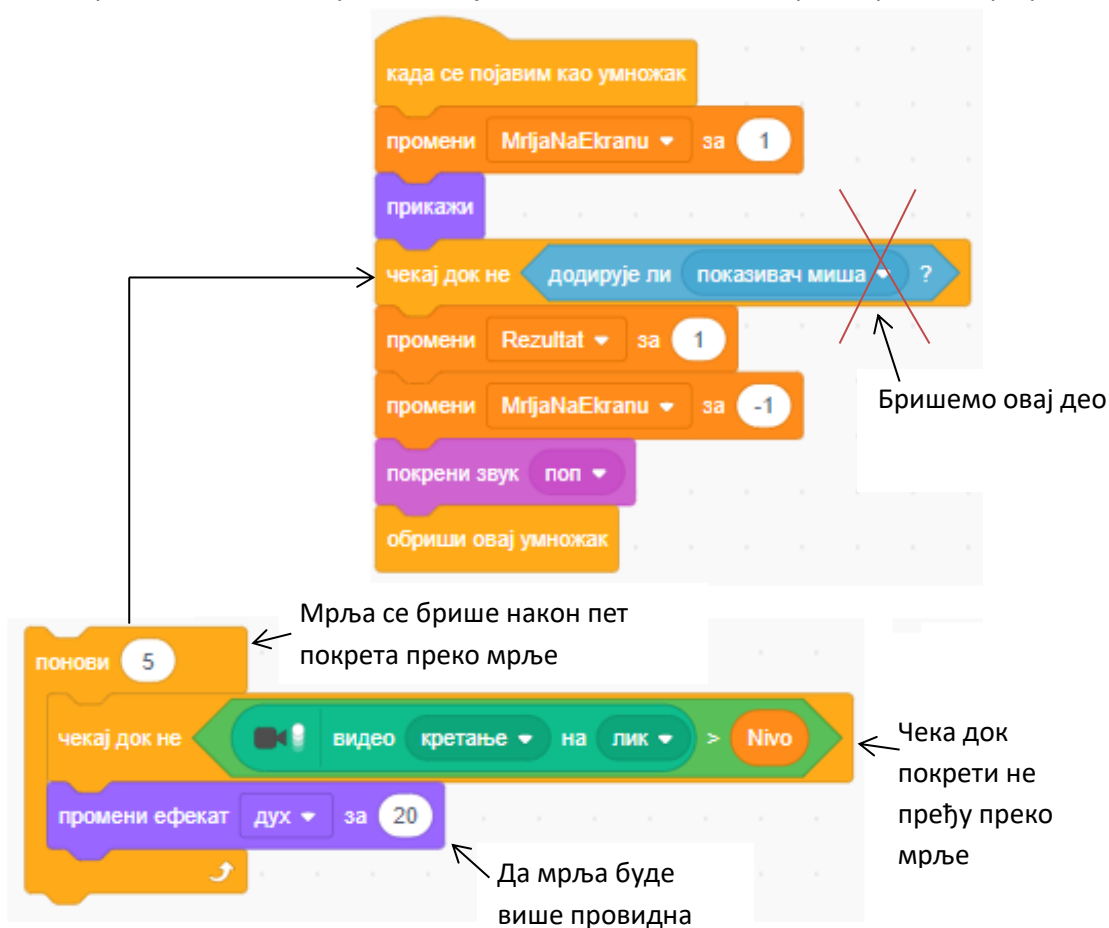 када се појавим као умножак
промени MrljaNaEkranu за 1
прикажи
чекај док не додирује ли показивач миша ?
промени Rezultat за 1
промени MrljaNaEkranu за -1
Бришемо овај део
покрени звук поп
обриши овај умножак
Мрља се брише након пет
покрета преко мрље
понови 5
чекај док не видео кретање на лик > Nivo
промени ефекат дух за 20
Чека док
покрети не
пређу преко
мрље
Да мрља буде
више провидна